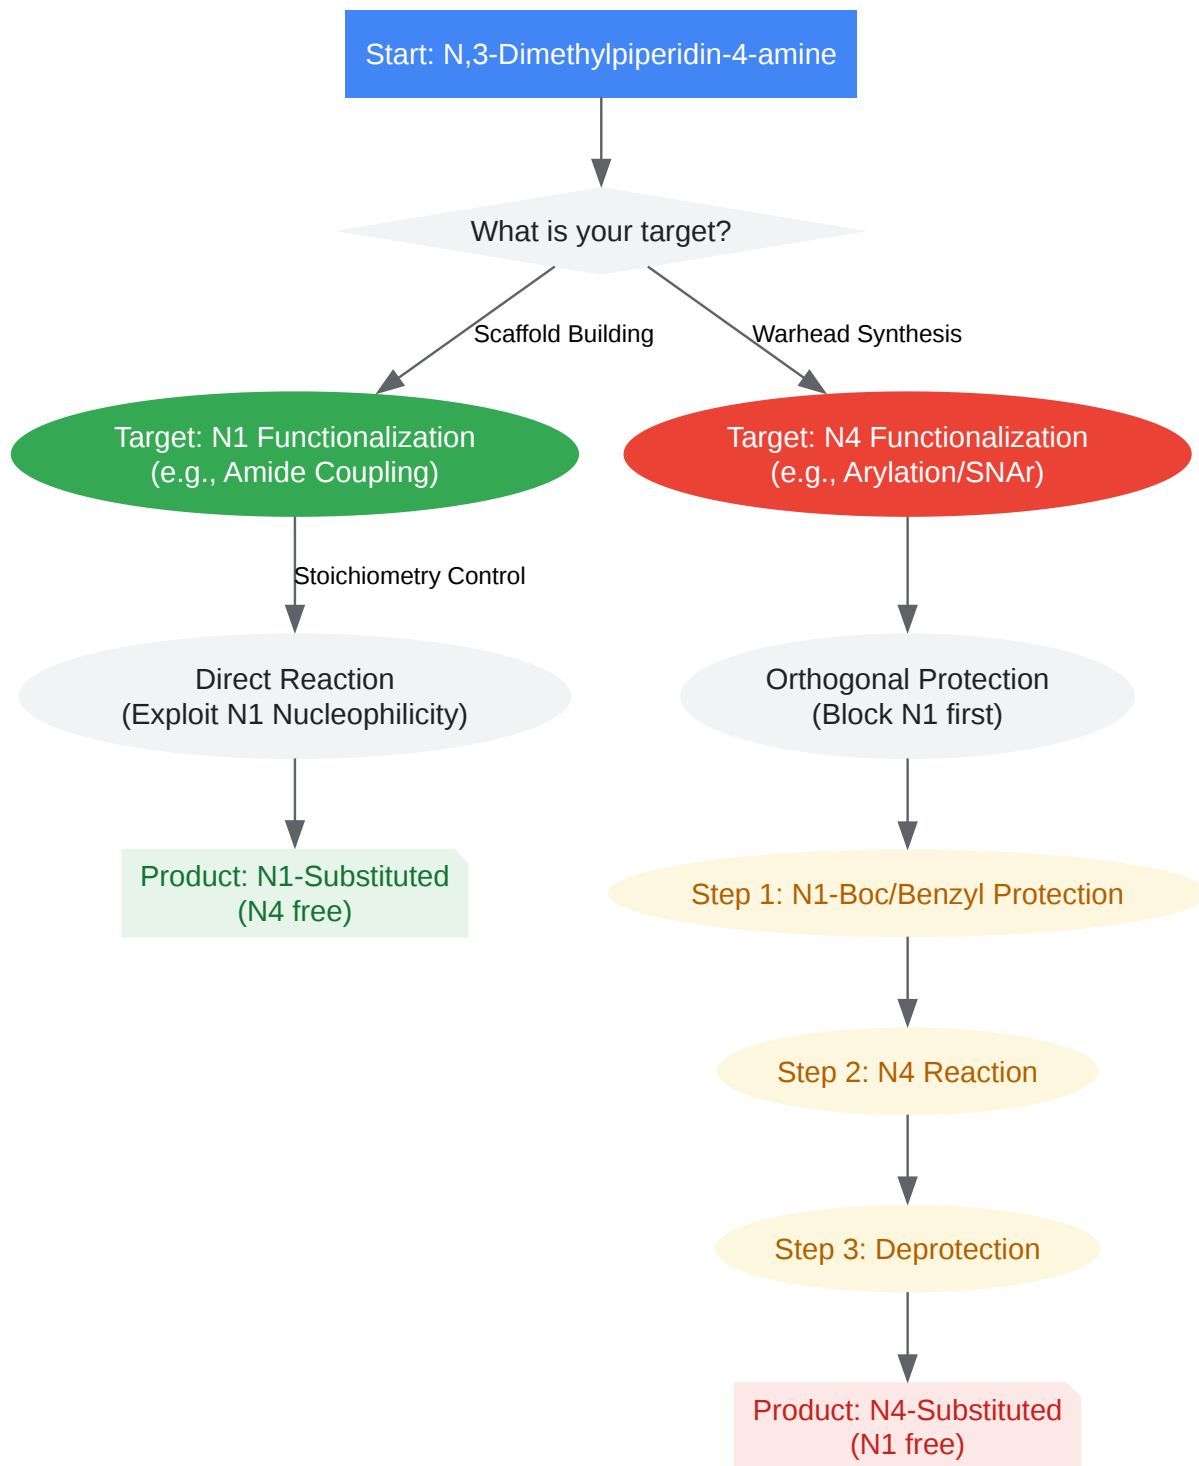 Start: N,3-Dimethylpiperidin-4-amine
What is your target?
Scaffold Building
Warhead Synthesis
Target: N1 Functionalization
(e.g., Amide Coupling)
Target: N4 Functionalization
(e.g., Arylation/SNAr)
Stoichiometry Control
Direct Reaction
(Exploit N1 Nucleophilicity)
Orthogonal Protection
(Block N1 first)
Product: N1-Substituted
(N4 free)
Step 1: N1-Boc/Benzyl Protection
Step 2: N4 Reaction
Step 3: Deprotection
Product: N4-Substituted
(N1 free)